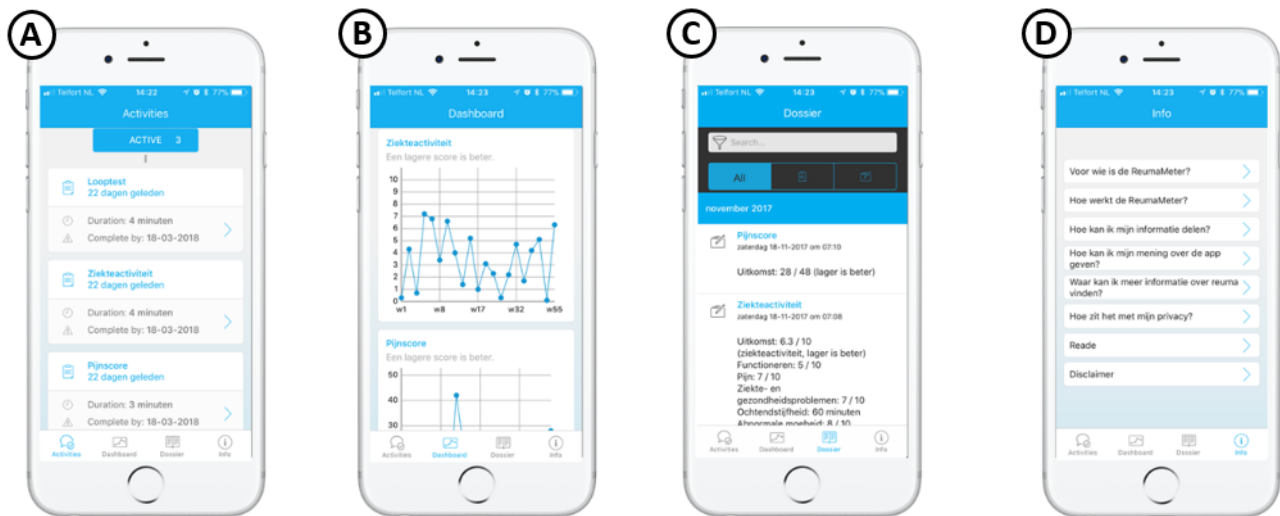 A
Telfort NL 14:22 77%
Activities
ACTIVE 3
Looptest
22 dagen geleden
Duration: 4 minuten
Complete by: 18-03-2018
Ziekteactiviteit
22 dagen geleden
Duration: 4 minuten
Complete by: 18-03-2018
Pijnscore
22 dagen geleden
Duration: 3 minuten
Complete by: 18-03-2018
Activities Dashboard Dossier Info
B
Telfort NL 14:23 77%
Dashboard
Ziekteactiviteit
Een lagere score is beter.
10
9
8
7
6
5
4
3
2
1
0
w1 w8 w17 w32 w55
Pijnscore
Een lagere score is beter.
50
40
30
Activities Dashboard Dossier Info
C
Telfort NL 14:23 77%
Dossier
Search...
All
november 2017
Pijnscore
zaterdag 18-11-2017 om 07:19
Uitkomst: 28 / 48 (lager is beter)
Ziekteactiviteit
zaterdag 18-11-2017 om 07:08
Uitkomst: 6.3 / 10
(ziekteactiviteit, lager is beter)
Functioneren: 5 / 10
Pijn: 7 / 10
Ziekte- en
gezondheidsproblemen: 7 / 10
Ochtendstijfheid: 60 minuten
Abnormale moeheid: 8 / 10
Activities Dashboard Dossier Info
D
Telfort NL 14:23 77%
Info
Voor wie is de ReumaMeter?
Hoe werkt de ReumaMeter?
Hoe kan ik mijn informatie delen?
Hoe kan ik mijn mening over de app
geven?
Waar kan ik meer informatie over reuma
vinden?
Hoe zit het met mijn privacy?
Reade
Disclaimer
Activities Dashboard Dossier Info